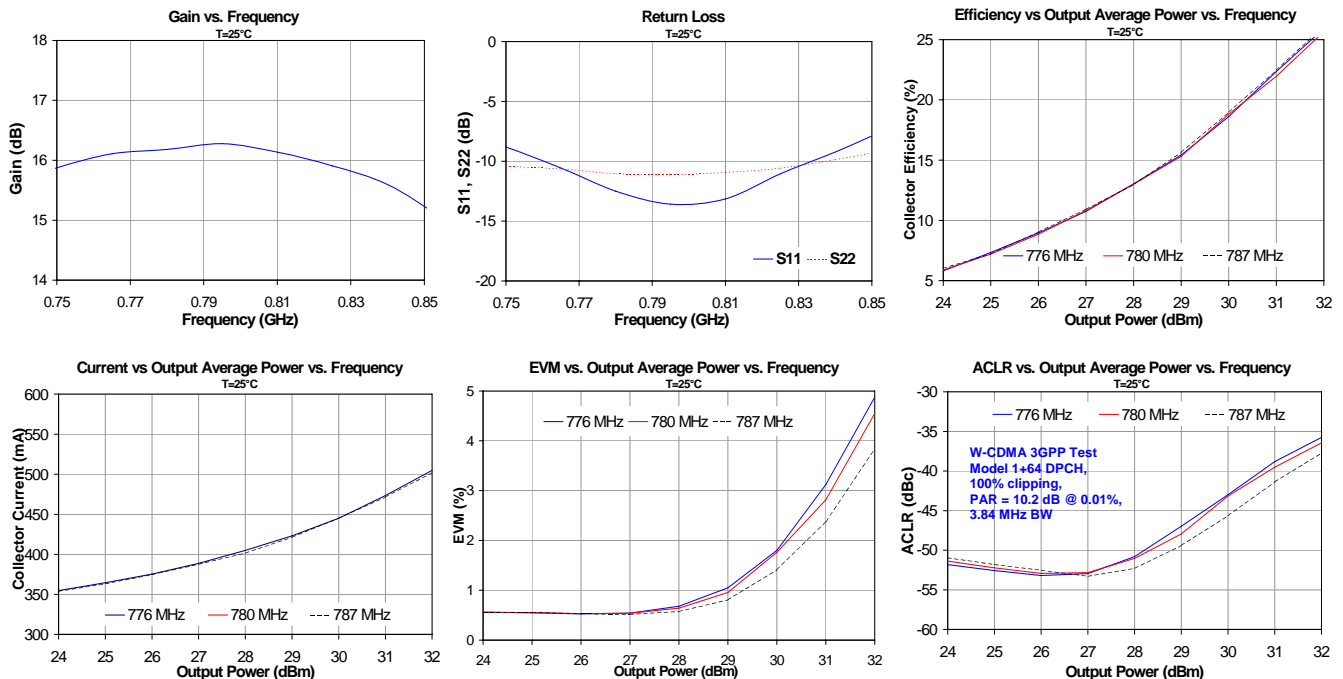 Gain vs. Frequency
T=25°C
18
17
16
15
14
Gain (dB)
0.75 0.77 0.79 0.81 0.83 0.85
Frequency (GHz)
Return Loss
T=25°C
0
-5
-10
-15
-20
S11, S22 (dB)
S11 S22
0.75 0.77 0.79 0.81 0.83 0.85
Frequency (GHz)
Efficiency vs Output Average Power vs. Frequency
T=25°C
25
20
15
10
5
Collector Efficiency (%)
776 MHz 780 MHz 787 MHz
24 25 26 27 28 29 30 31 32
Output Power (dBm)
Current vs Output Average Power vs. Frequency
T=25°C
600
550
500
450
400
350
300
Collector Current (mA)
776 MHz 780 MHz 787 MHz
24 25 26 27 28 29 30 31 32
Output Power (dBm)
EVM vs. Output Average Power vs. Frequency
T=25°C
5
4
3
2
1
0
EVM (%)
776 MHz 780 MHz 787 MHz
24 25 26 27 28 29 30 31 32
Output Power (dBm)
ACLR vs. Output Average Power vs. Frequency
T=25°C
-30
-35
-40
-45
-50
-55
-60
ACLR (dBc)
776 MHz 780 MHz 787 MHz
W-CDMA 3GPP Test
Model 1+64 DPCH,
100% clipping,
PAR = 10.2 dB @ 0.01%,
3.84 MHz BW
24 25 26 27 28 29 30 31 32
Output Power (dBm)